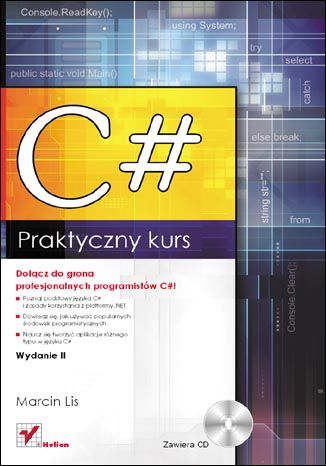 Console.ReadKey();
using System;
try
select
public static void Main()
catch
else break;
string str="";
from
Console.Clear();
C#
Praktyczny kurs
Dołącz do grona
profesjonalnych programistów C#!
Poznaj podstawy języka C#
i zasady korzystania z platformy .NET
Dowiedz się, jak używać popularnych
środowisk programistycznych
Naucz się tworzyć aplikacje różnego
typu w języku C#
Wydanie II
Marcin Lis
Helion
Zawiera CD